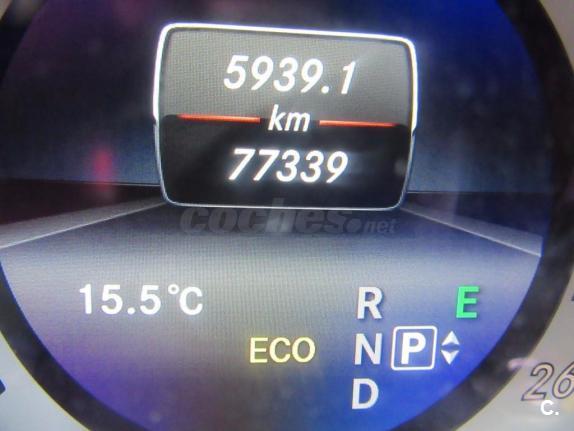 5939.1
km
77339
coches.net
15.5°C
R E
ECO N P
D
26
c.